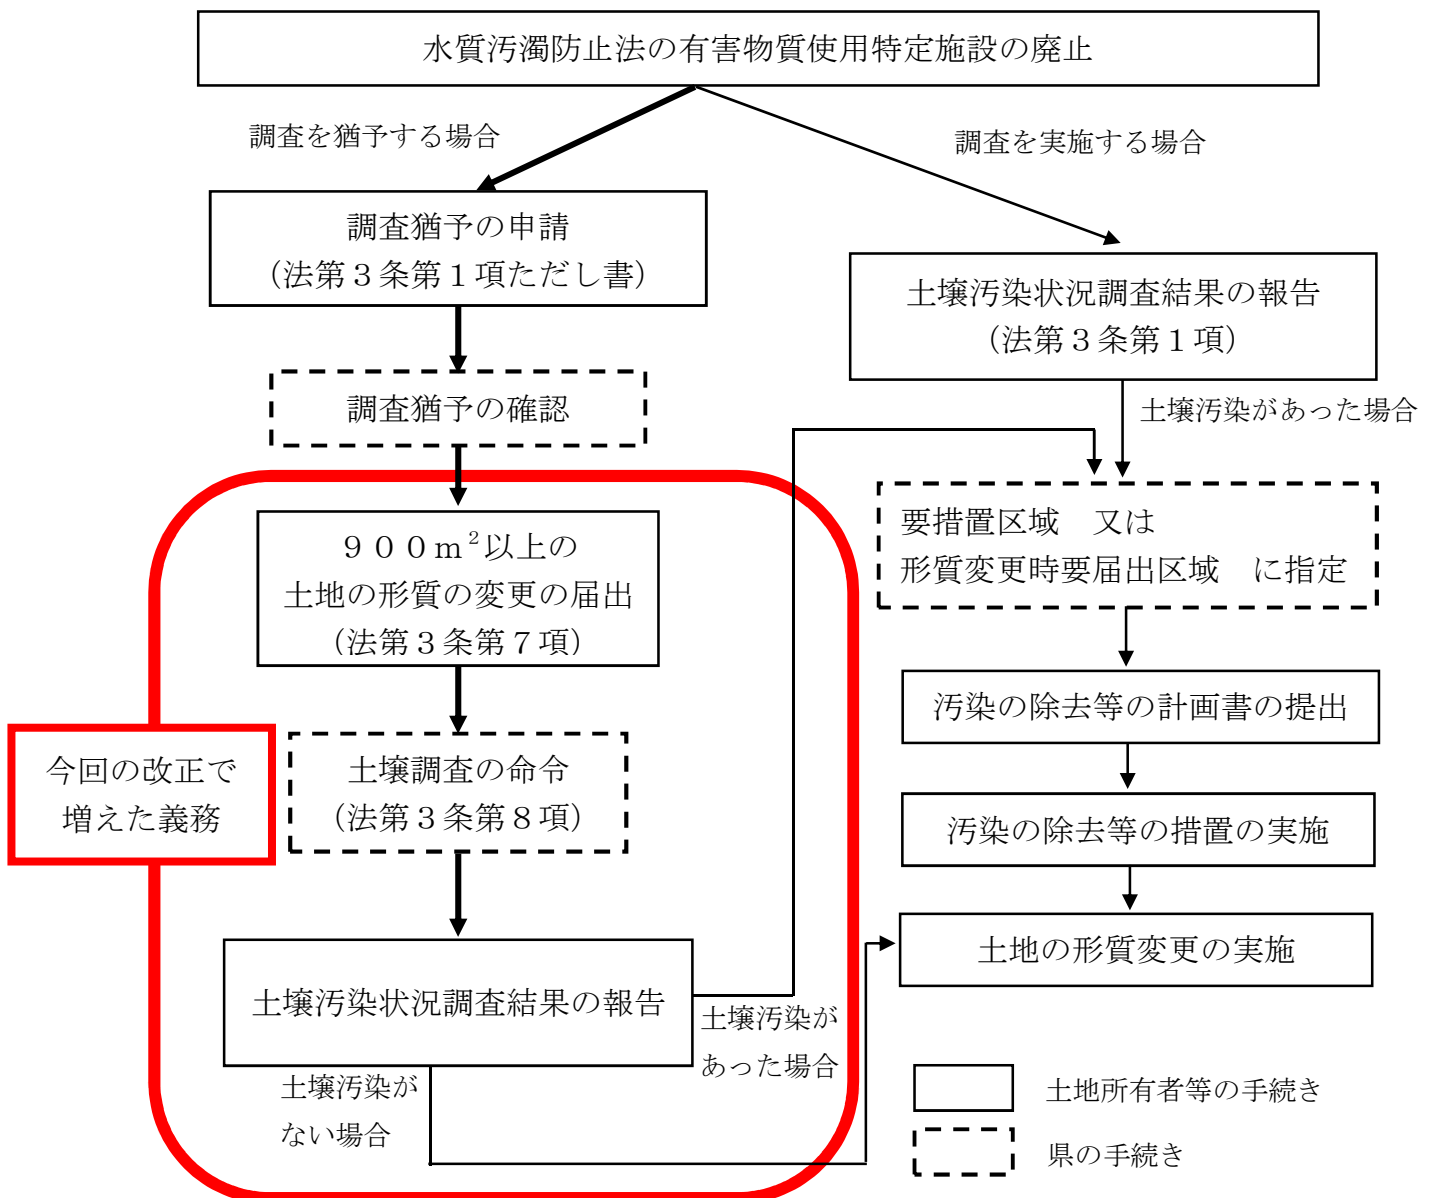 水質汚濁防止法の有害物質使用特定施設の廃止
調査を猶予する場合
調査を実施する場合
調査猶予の申請
（法第３条第１項ただし書）
土壌汚染状況調査結果の報告
（法第３条第１項）
調査猶予の確認
土壌汚染があった場合
要措置区域　又は
形質変更時要届出区域　に指定
９００ｍ²以上の
土地の形質の変更の届出
（法第３条第７項）
汚染の除去等の計画書の提出
今回の改正で
増えた義務
土壌調査の命令
（法第３条第８項）
汚染の除去等の措置の実施
土地の形質変更の実施
土壌汚染状況調査結果の報告
土壌汚染が
あった場合
土壌汚染が
ない場合
土地所有者等の手続き
県の手続き